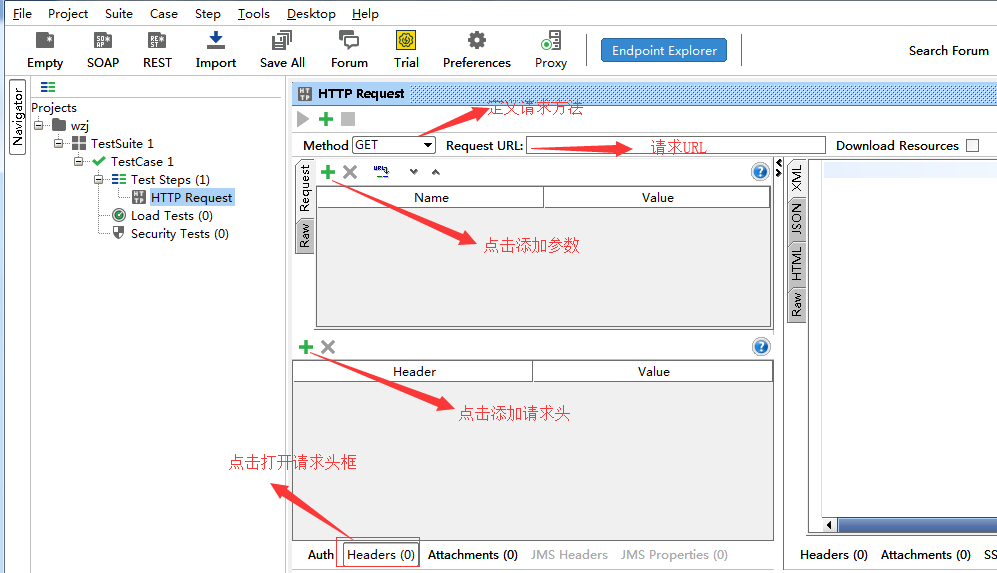 File Project Suite Case Step Tools Desktop Help
Empty SOAP REST Import Save All Forum Trial Preferences Proxy Endpoint Explorer Search Forum
Navigator
Projects
wzj
TestSuite 1
TestCase 1
Test Steps (1)
HTTP Request
Load Tests (0)
Security Tests (0)
HTTP Request
定义请求方法
Method GET Request URL: 请求URL Download Resources
Request
Raw
Name Value
点击添加参数
Header Value
点击添加请求头
点击打开请求头框
Auth Headers (0) Attachments (0) JMS Headers JMS Properties (0)
XML
JSON
HTML
Raw
Headers (0) Attachments (0) SS